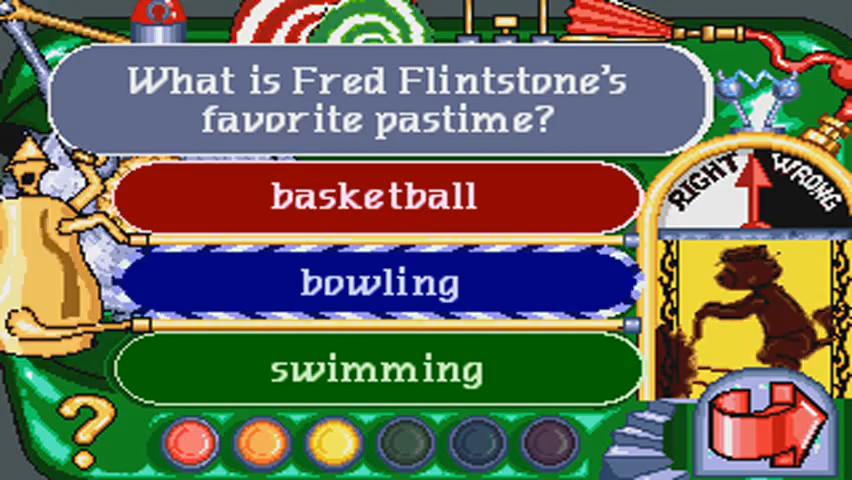 What is Fred Flintstone's
favorite pastime?
RIGHT WRONG
basketball
bowling
swimming
?